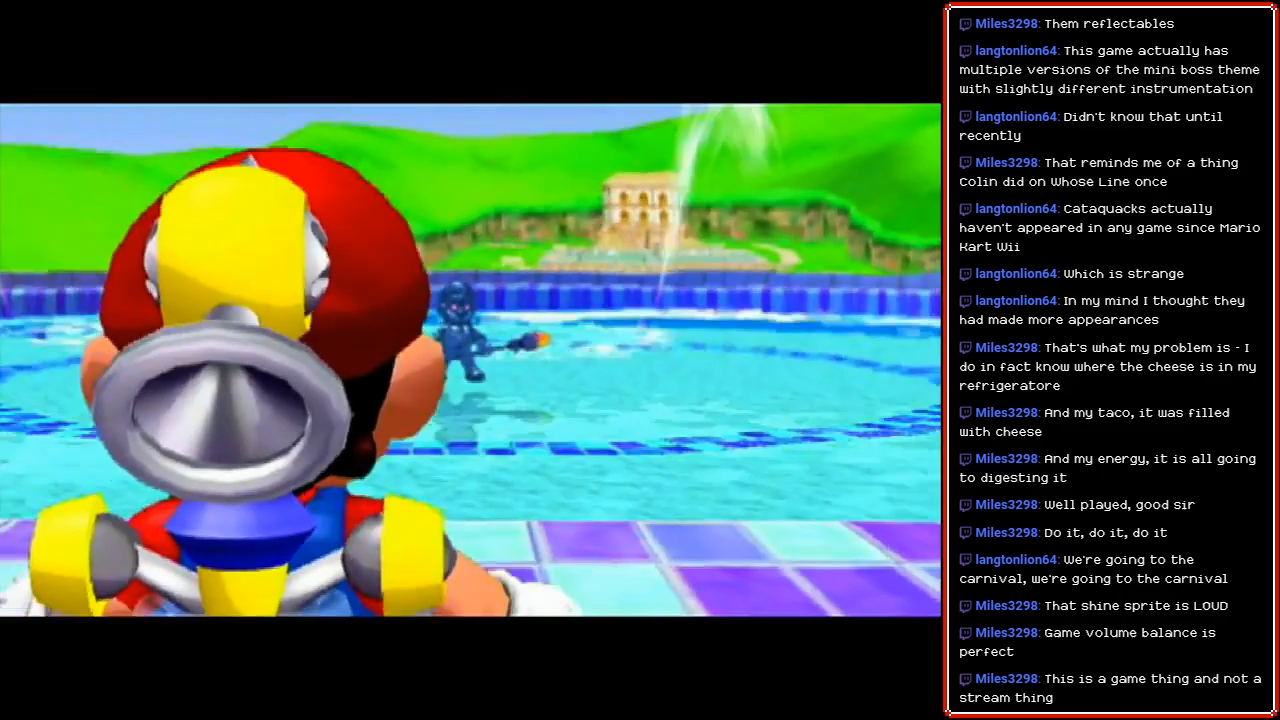 Miles3298: Them reflectables
langtonlion64: This game actually has
multiple versions of the mini boss theme
with slightly different instrumentation
langtonlion64: Didn't know that until
recently
Miles3298: That reminds me of a thing
Colin did on Whose Line once
langtonlion64: Cataquacks actually
haven't appeared in any game since Mario
Kart Wii
langtonlion64: Which is strange
langtonlion64: In my mind I thought they
had made more appearances
Miles3298: That's what my problem is - I
do in fact know where the cheese is in my
refrigeratore
Miles3298: And my taco, it was filled
with cheese
Miles3298: And my energy, it is all going
to digesting it
Miles3298: Well played, good sir
Miles3298: Do it, do it, do it
langtonlion64: We're going to the
carnival, we're going to the carnival
Miles3298: That shine sprite is LOUD
Miles3298: Game volume balance is
perfect
Miles3298: This is a game thing and not a
stream thing